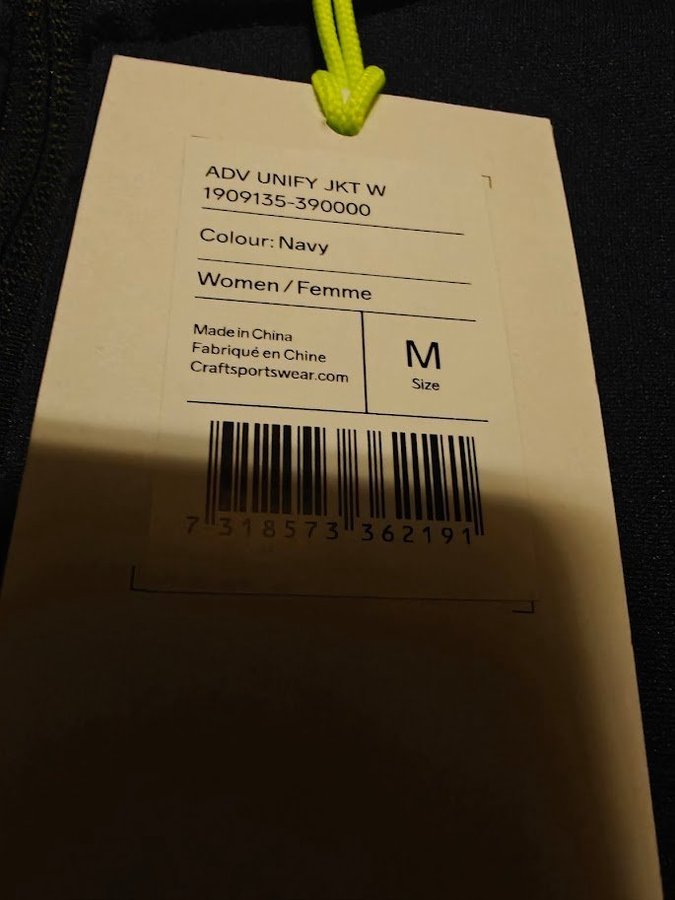 ADV UNIFY JKT W
1909135-390000
Colour: Navy
Women / Femme
Made in China
Fabriqué en Chine
Craftsportswear.com
M
Size
7 318573 362191